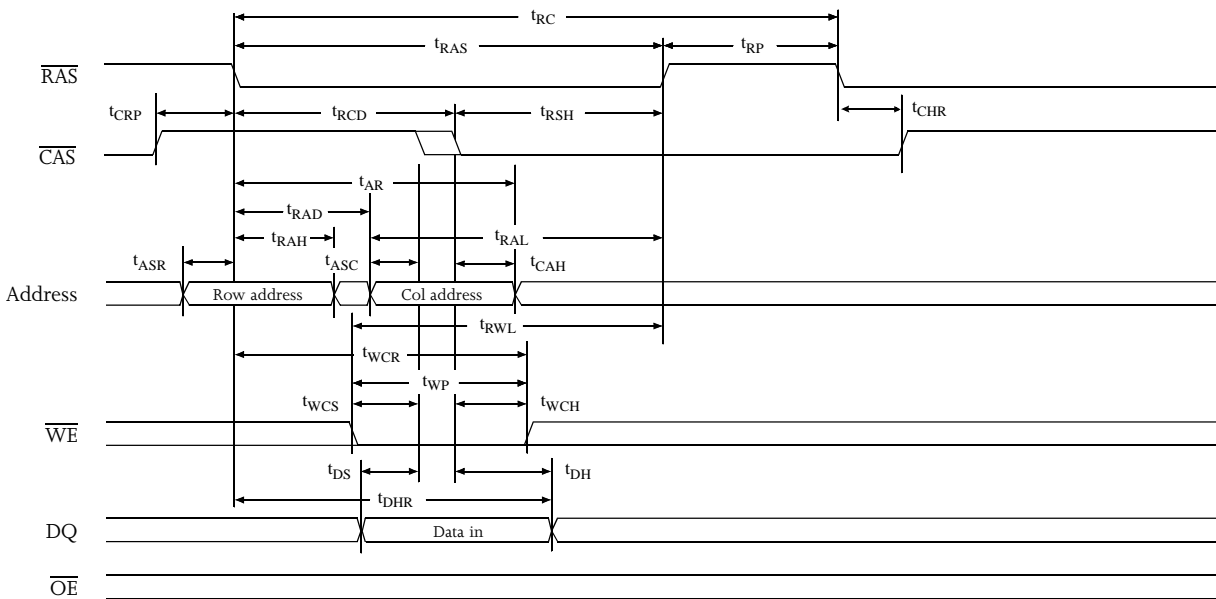 tRC
tRAS
tRP
RAS
tCRP
tRCD
tRSH
tCHR
CAS
tAR
tRAD
tRAH
tRAL
tASR
tASC
tCAH
Address
Row address
Col address
tRWL
tWCR
tWP
tWCS
tWCH
WE
tDS
tDH
tDHR
DQ
Data in
OE